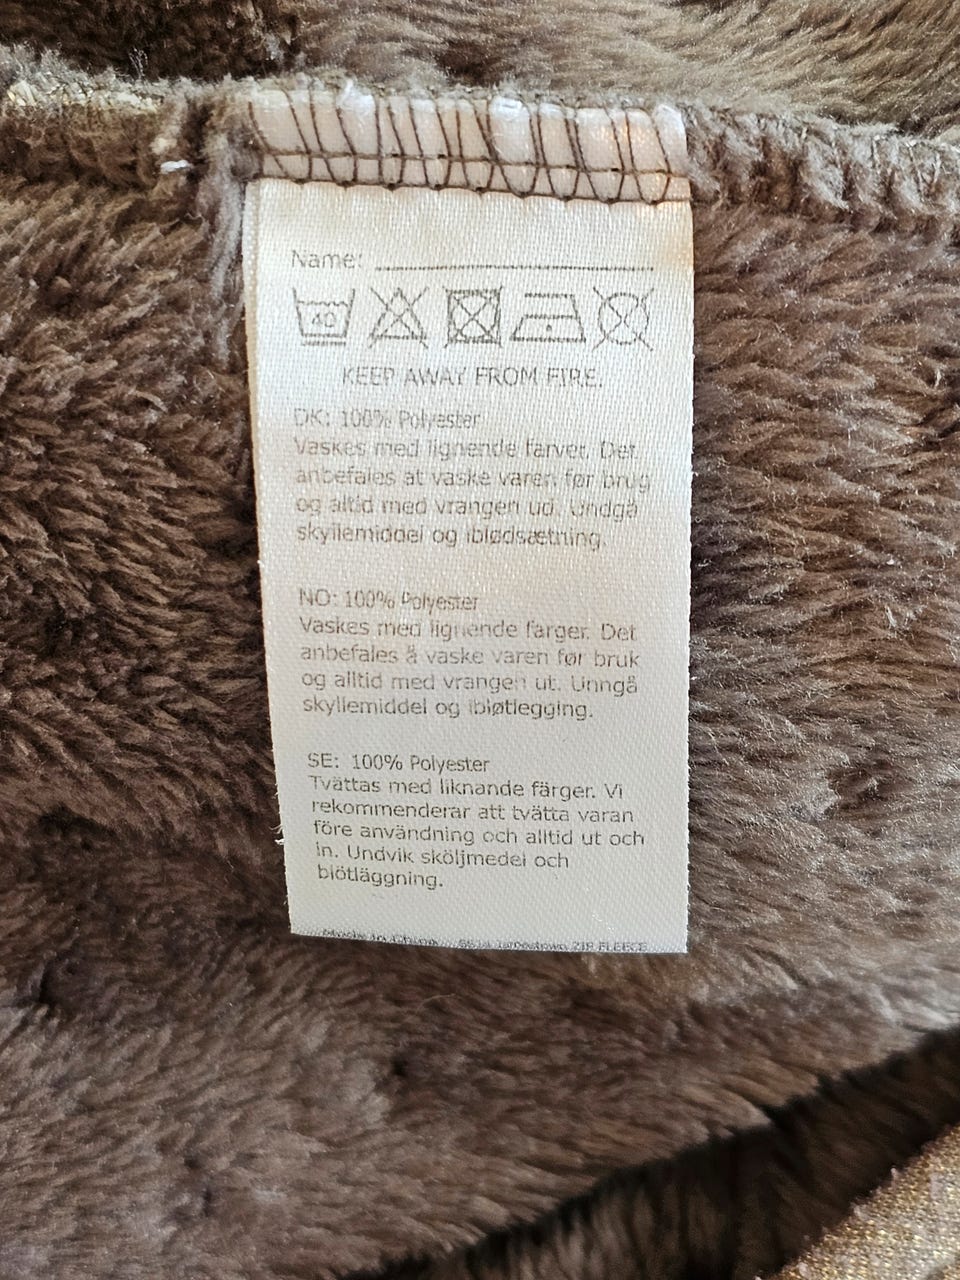 Name:
40
KEEP AWAY FROM FIRE.
DK: 100% Polyester
Vaskes med lignende farver. Det
anbefales at vaske varen før brug
og altid med vrangen ud. Undgå
skyllemiddel og iblødsætning.
NO: 100% Polyester
Vaskes med lignende farger. Det
anbefales å vaske varen før bruk
og alltid med vrangen ut. Unngå
skyllemiddel og ibløtlegging.
SE: 100% Polyester
Tvättas med liknande färger. Vi
rekommenderar att tvätta varan
före användning och alltid ut och
in. Undvik sköljmedel och
blötläggning.
Made in China ZIP FLEECE